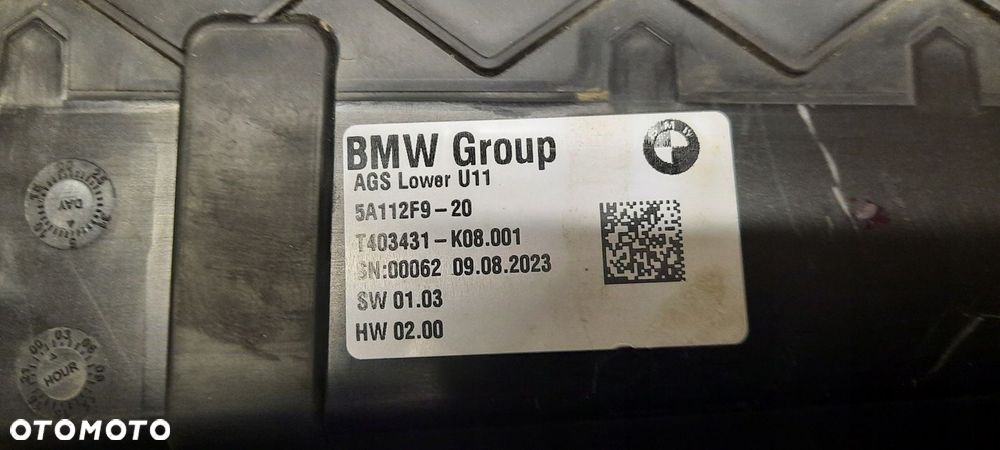 BMW Group
AGS Lower U11
5A112F9-20
T403431-K08.001
SN:00062 09.08.2023
SW 01.03
HW 02.00
DAY
HOUR
OTOMOTO